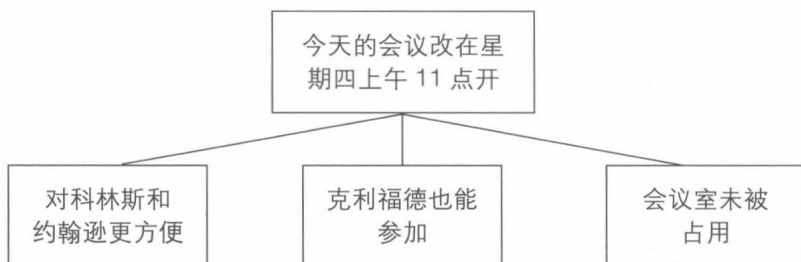 今天的会议改在星
期四上午 11 点开
对科林斯和
约翰逊更方便
克利福德也能
参加
会议室未被
占用